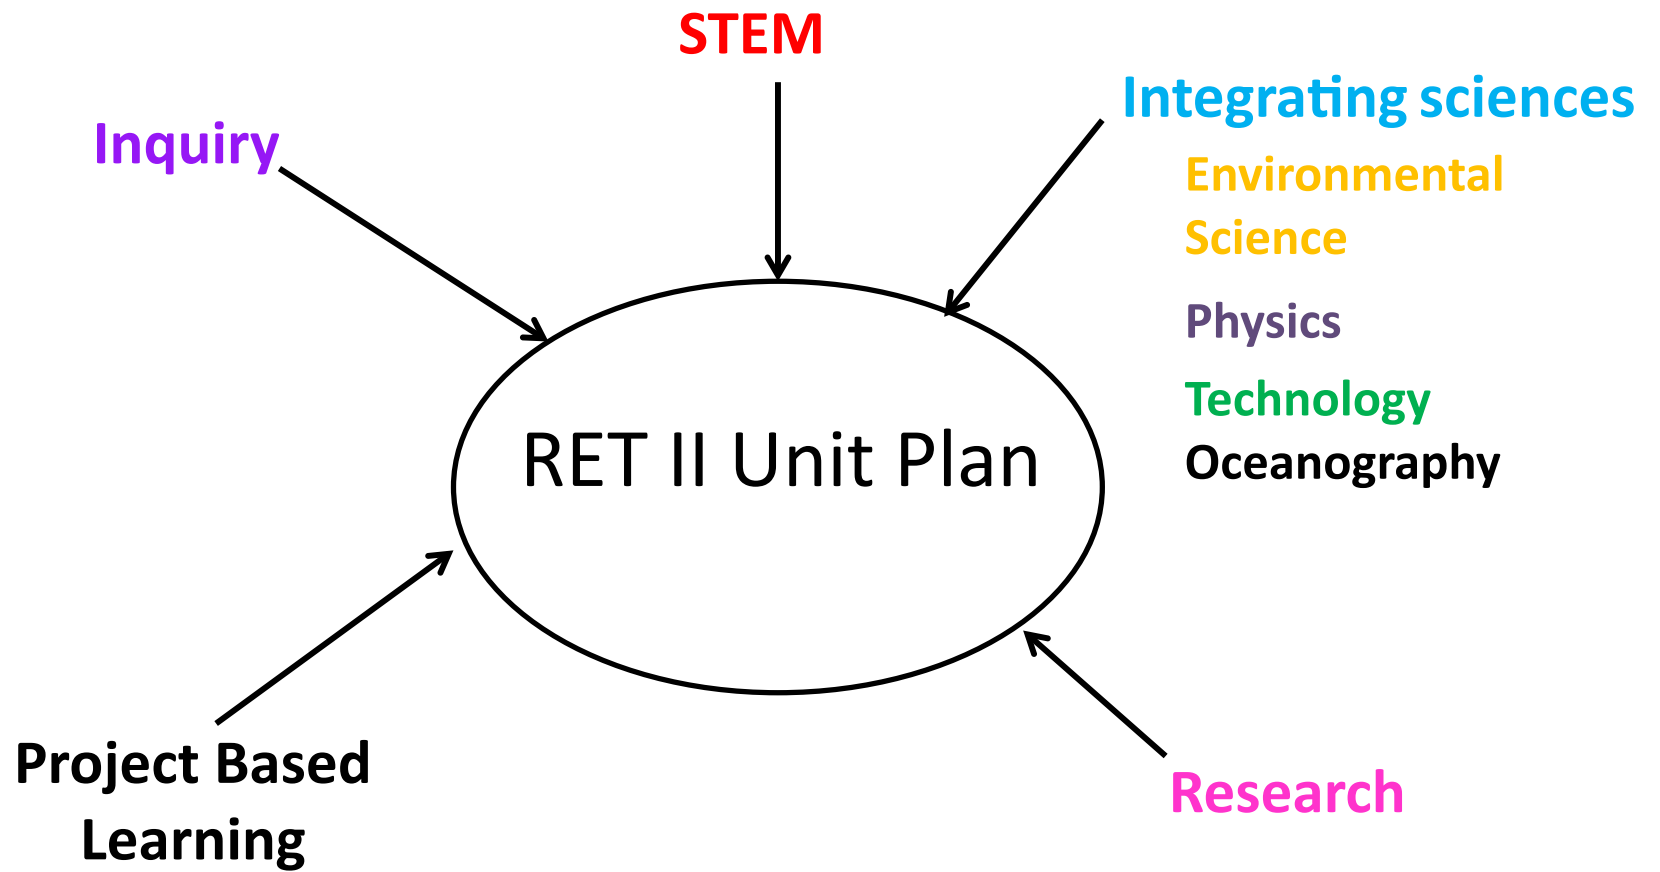 STEM
Integrating sciences
Inquiry
Environmental
Science
Physics
Technology
RET II Unit Plan
Oceanography
Project Based
Learning
Research